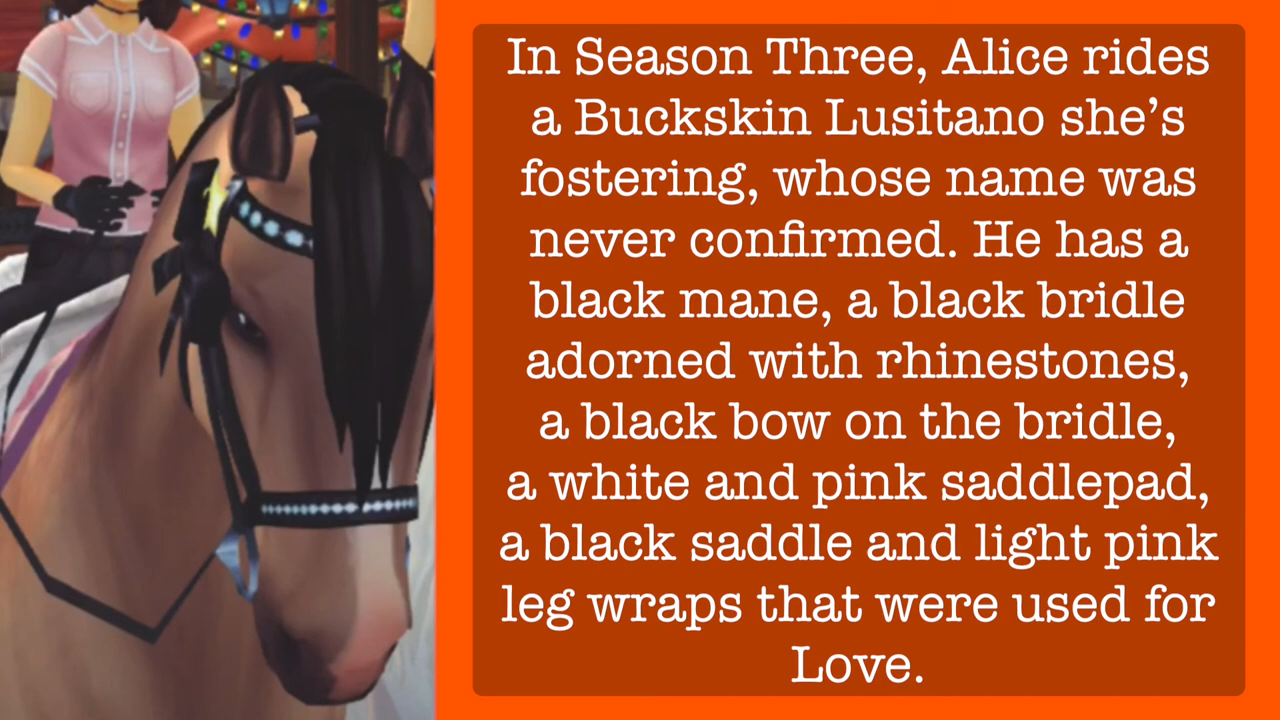 In Season Three, Alice rides
a Buckskin Lusitano she’s
fostering, whose name was
never confirmed. He has a
black mane, a black bridle
adorned with rhinestones,
a black bow on the bridle,
a white and pink saddlepad,
a black saddle and light pink
leg wraps that were used for
Love.